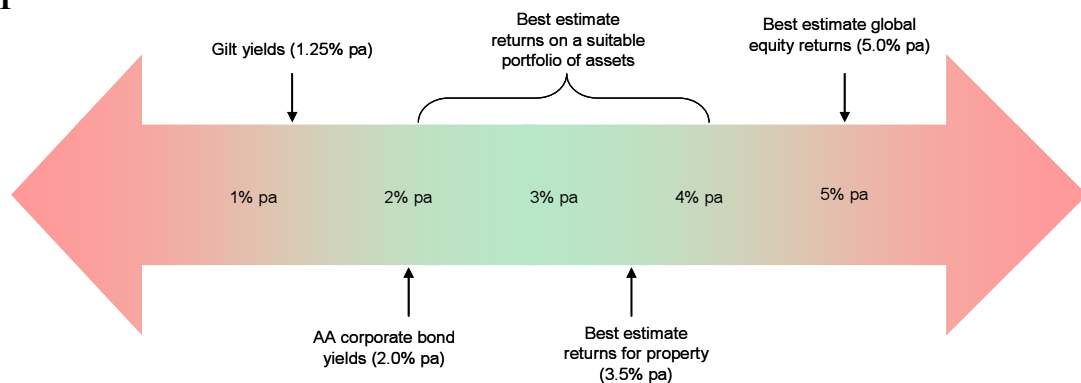 Best estimate
returns on a suitable
portfolio of assets
Best estimate global
equity returns (5.0% pa)
Gilt yields (1.25% pa)
1% pa
2% pa
3% pa
4% pa
5% pa
AA corporate bond
yields (2.0% pa)
Best estimate
returns for property
(3.5% pa)